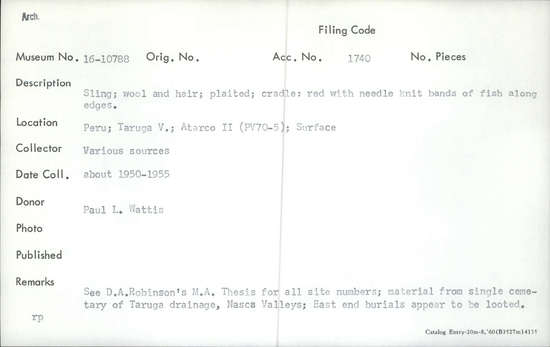 Arch.
Filing Code
Museum No. 16-10788 Orig. No. Acc. No. 1740 No. Pieces
Description
Sling; wool and hair; plaited; cradle: red with needle knit bands of fish along
edges.
Location Peru; Taruga V.; Atarco II (PV70-5); Surface
Collector Various sources
Date Coll. about 1950-1955
Donor Paul L. Wattis
Photo
Published
Remarks
See D.A.Robinson's M.A. Thesis for all site numbers; material from single ceme-
tary of Taruga drainage, Nasca Valleys; East end burials appear to be looted.
rp
Catalog Entry-20m-8,'60(B)927m)4135